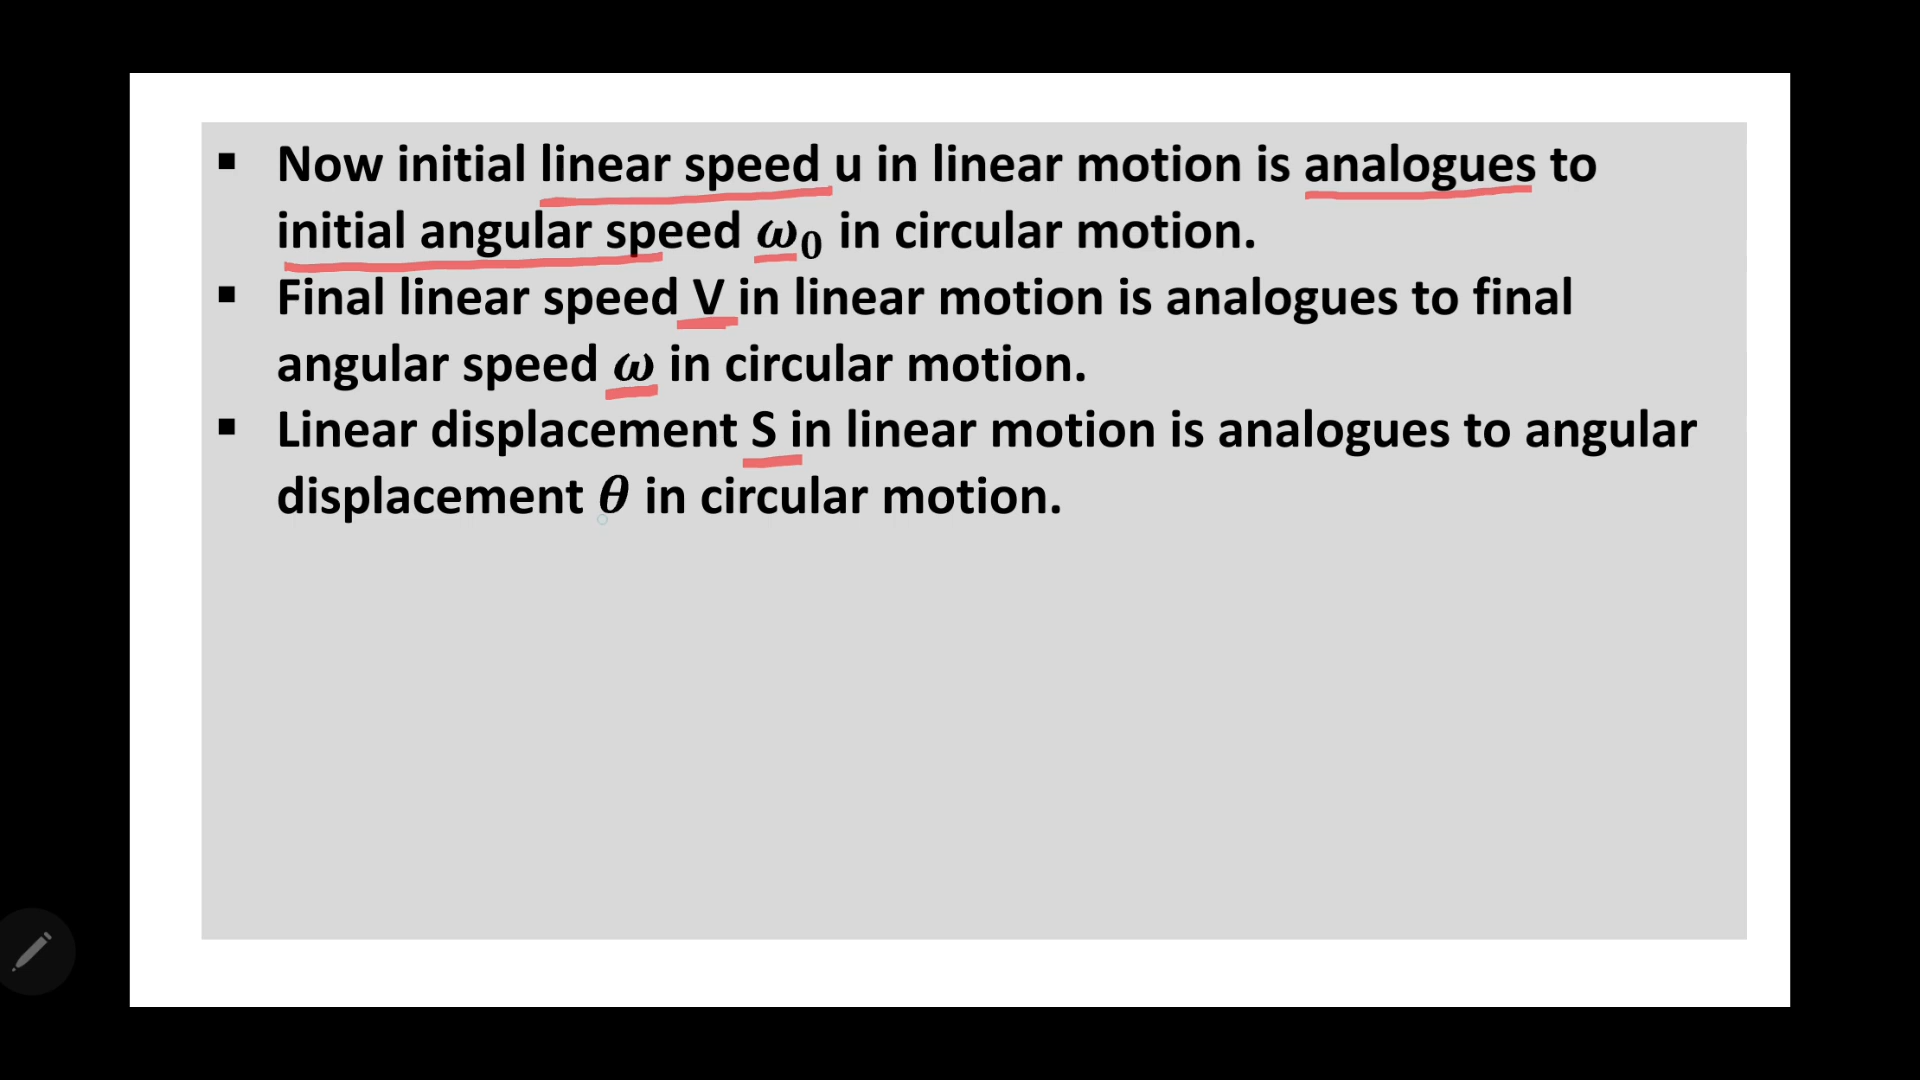 ▪ Now initial linear speed u in linear motion is analogues to
initial angular speed ω₀ in circular motion.
▪ Final linear speed V in linear motion is analogues to final
angular speed ω in circular motion.
▪ Linear displacement S in linear motion is analogues to angular
displacement θ in circular motion.